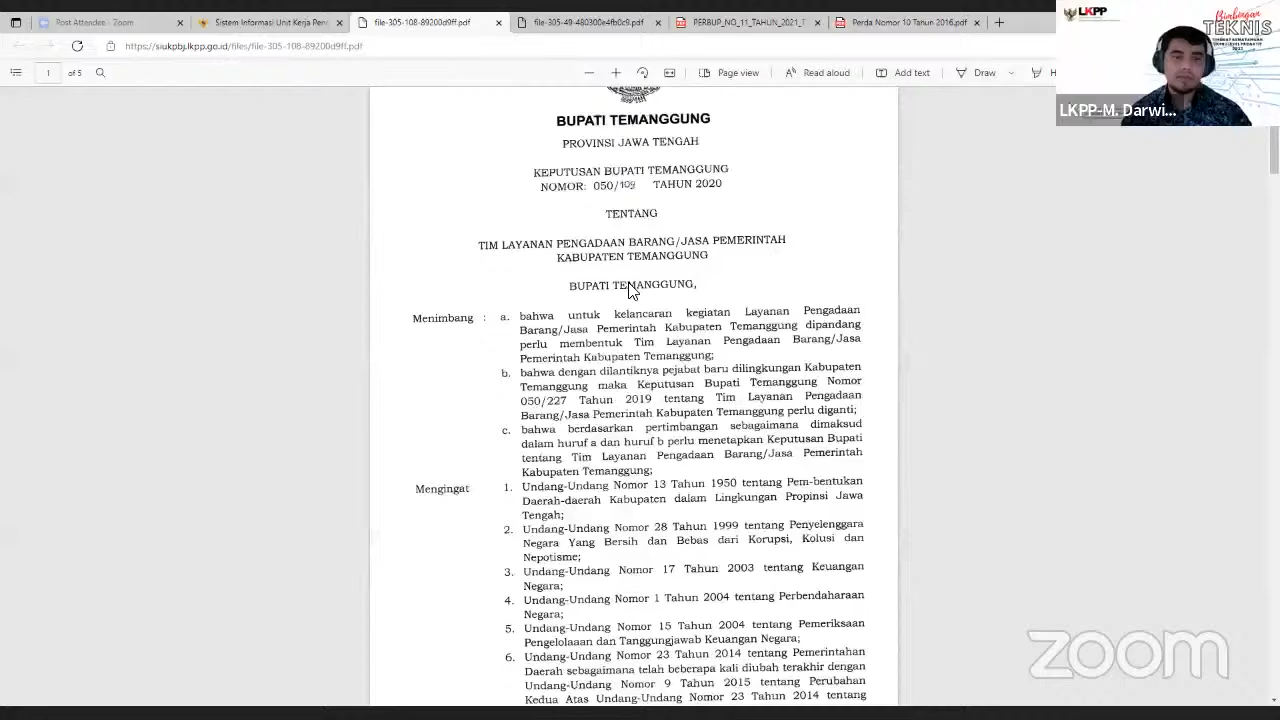 Post Attendee - Zoom
Sistem Informasi Unit Kerja Peng
file-305-108-89200d9ff.pdf
file-305-49-480300e4fb0c9.pdf
PERBUP_NO_11_TAHUN_2021_T
Perda Nomor 10 Tahun 2016.pdf
https://siukpbj.lkpp.go.id/files/file-305-108-89200d9ff.pdf
1 of 5
Page view
Read aloud
Add text
Draw
High
LKPP
Bimbingan
TEKNIS
LKPP-M. Darwi...
BUPATI TEMANGGUNG
PROVINSI JAWA TENGAH
KEPUTUSAN BUPATI TEMANGGUNG
NOMOR: 050/109 TAHUN 2020
TENTANG
TIM LAYANAN PENGADAAN BARANG/JASA PEMERINTAH
KABUPATEN TEMANGGUNG
BUPATI TEMANGGUNG,
Menimbang : a. bahwa untuk kelancaran kegiatan Layanan Pengadaan
Barang/Jasa Pemerintah Kabupaten Temanggung dipandang
perlu membentuk Tim Layanan Pengadaan Barang/Jasa
Pemerintah Kabupaten Temanggung;
b. bahwa dengan dilantiknya pejabat baru dilingkungan Kabupaten
Temanggung maka Keputusan Bupati Temanggung Nomor
050/227 Tahun 2019 tentang Tim Layanan Pengadaan
Barang/Jasa Pemerintah Kabupaten Temanggung perlu diganti;
c. bahwa berdasarkan pertimbangan sebagaimana dimaksud
dalam huruf a dan huruf b perlu menetapkan Keputusan Bupati
tentang Tim Layanan Pengadaan Barang/Jasa Pemerintah
Kabupaten Temanggung;
Mengingat 1. Undang-Undang Nomor 13 Tahun 1950 tentang Pem-bentukan
Daerah-daerah Kabupaten dalam Lingkungan Propinsi Jawa
Tengah;
2. Undang-Undang Nomor 28 Tahun 1999 tentang Penyelenggara
Negara Yang Bersih dan Bebas dari Korupsi, Kolusi dan
Nepotisme;
3. Undang-Undang Nomor 17 Tahun 2003 tentang Keuangan
Negara;
4. Undang-Undang Nomor 1 Tahun 2004 tentang Perbendaharaan
Negara;
5. Undang-Undang Nomor 15 Tahun 2004 tentang Pemeriksaan
Pengelolaaan dan Tanggungjawab Keuangan Negara;
6. Undang-Undang Nomor 23 Tahun 2014 tentang Pemerintahan
Daerah sebagaimana telah beberapa kali diubah terakhir dengan
Undang-Undang Nomor 9 Tahun 2015 tentang Perubahan
Kedua Atas Undang-Undang Nomor 23 Tahun 2014 tentang
zoom